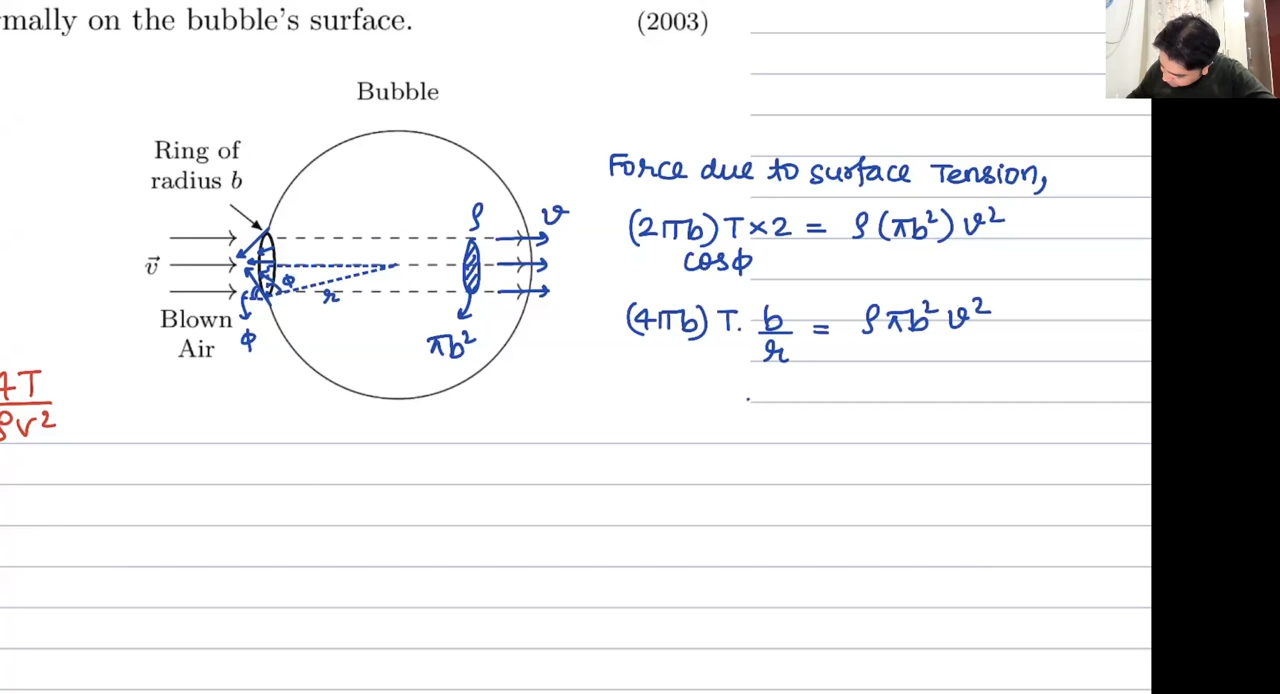 mally on the bubble's surface. (2003)
Bubble
Ring of
radius b
v⃗
Blown
Air
ϕ
ϕ
r
ρ
v
πb²
4T
ρv²
Force due to surface Tension,
(2πb) T × 2 = ρ (πb²) v²
cosϕ
(4πb) T. b/r = ρπb² v²